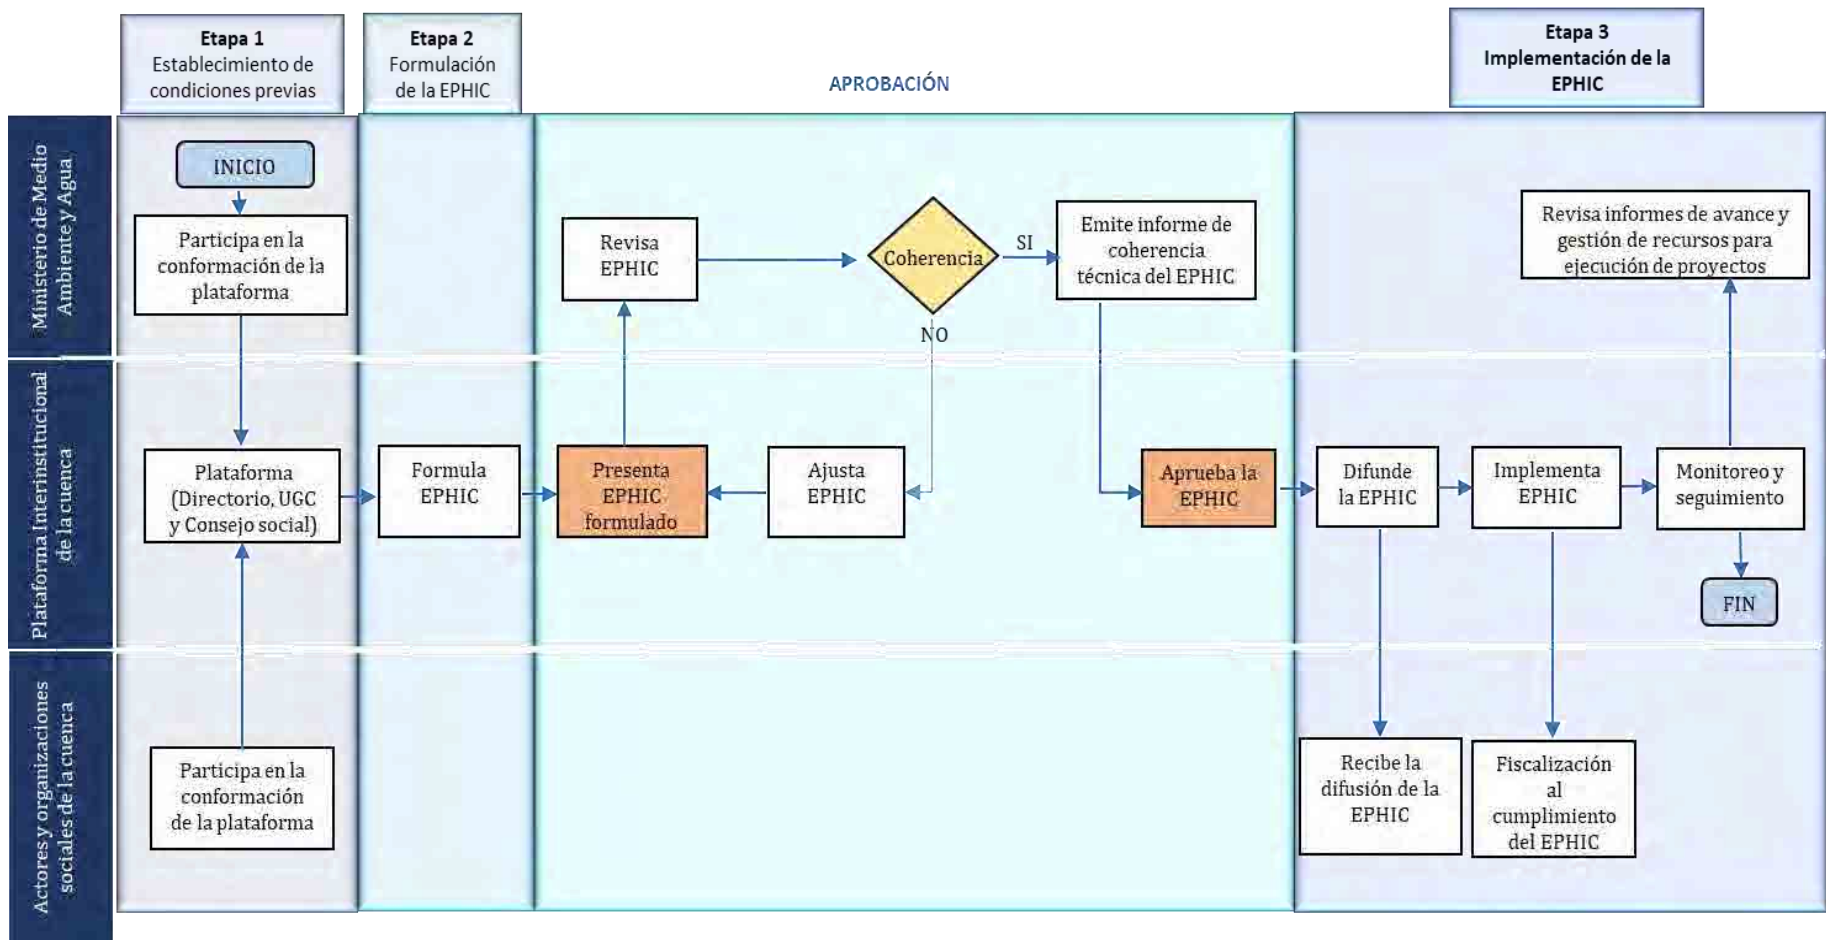 Etapa 1
Establecimiento de
condiciones previas
Etapa 2
Formulación
de la EPHIC
APROBACIÓN
Etapa 3
Implementación de la
EPHIC
Ministerio de Medio
Ambiente y Agua
INICIO
Participa en la
conformación de la
plataforma
Revisa
EPHIC
Coherencia
SI
NO
Emite informe de
coherencia
técnica del EPHIC
Revisa informes de avance y
gestión de recursos para
ejecución de proyectos
Plataforma Interinstitucional
de la cuenca
Plataforma
(Directorio, UGC
y Consejo social)
Formula
EPHIC
Presenta
EPHIC
formulado
Ajusta
EPHIC
Aprueba la
EPHIC
Difunde
la EPHIC
Implementa
EPHIC
Monitoreo y
seguimiento
FIN
Actores y organizaciones
sociales de la cuenca
Participa en la
conformación
de la plataforma
Recibe la
difusión de la
EPHIC
Fiscalización
al
cumplimiento
del EPHIC